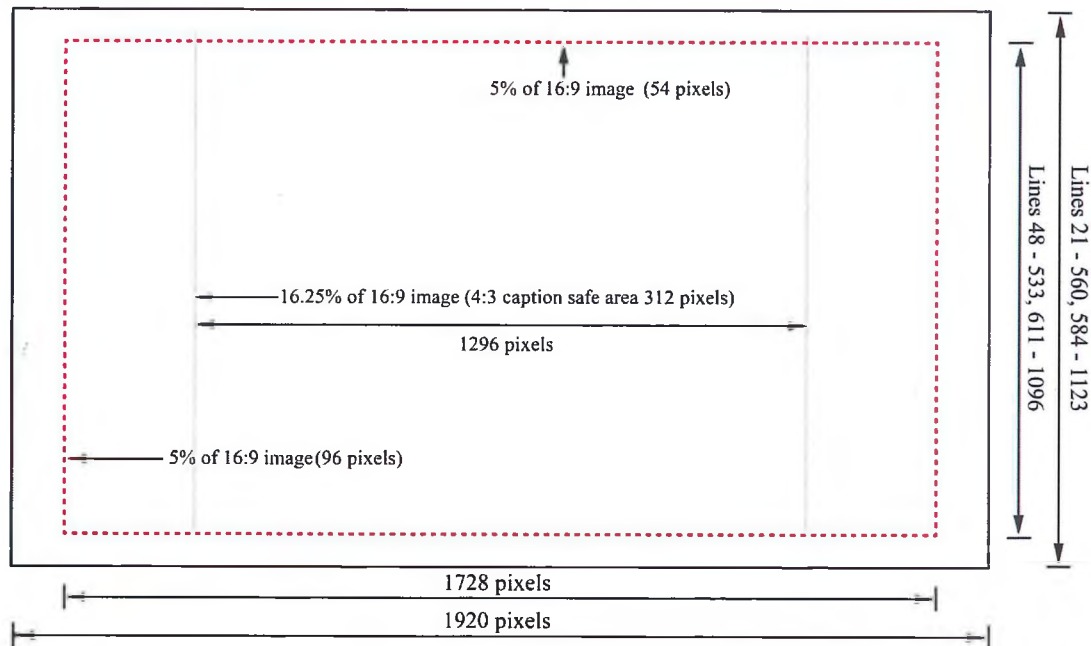 5% of 16:9 image (54 pixels)
16.25% of 16:9 image (4:3 caption safe area 312 pixels)
1296 pixels
5% of 16:9 image (96 pixels)
Lines 48 - 533, 611 - 1096
Lines 21 - 560, 584 - 1123
1728 pixels
1920 pixels